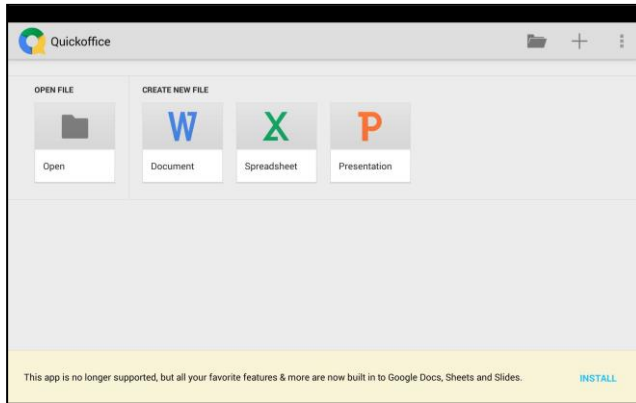 Quickoffice
OPEN FILE
CREATE NEW FILE
W
X
P
Open
Document
Spreadsheet
Presentation
This app is no longer supported, but all your favorite features & more are now built in to Google Docs, Sheets and Slides.
INSTALL